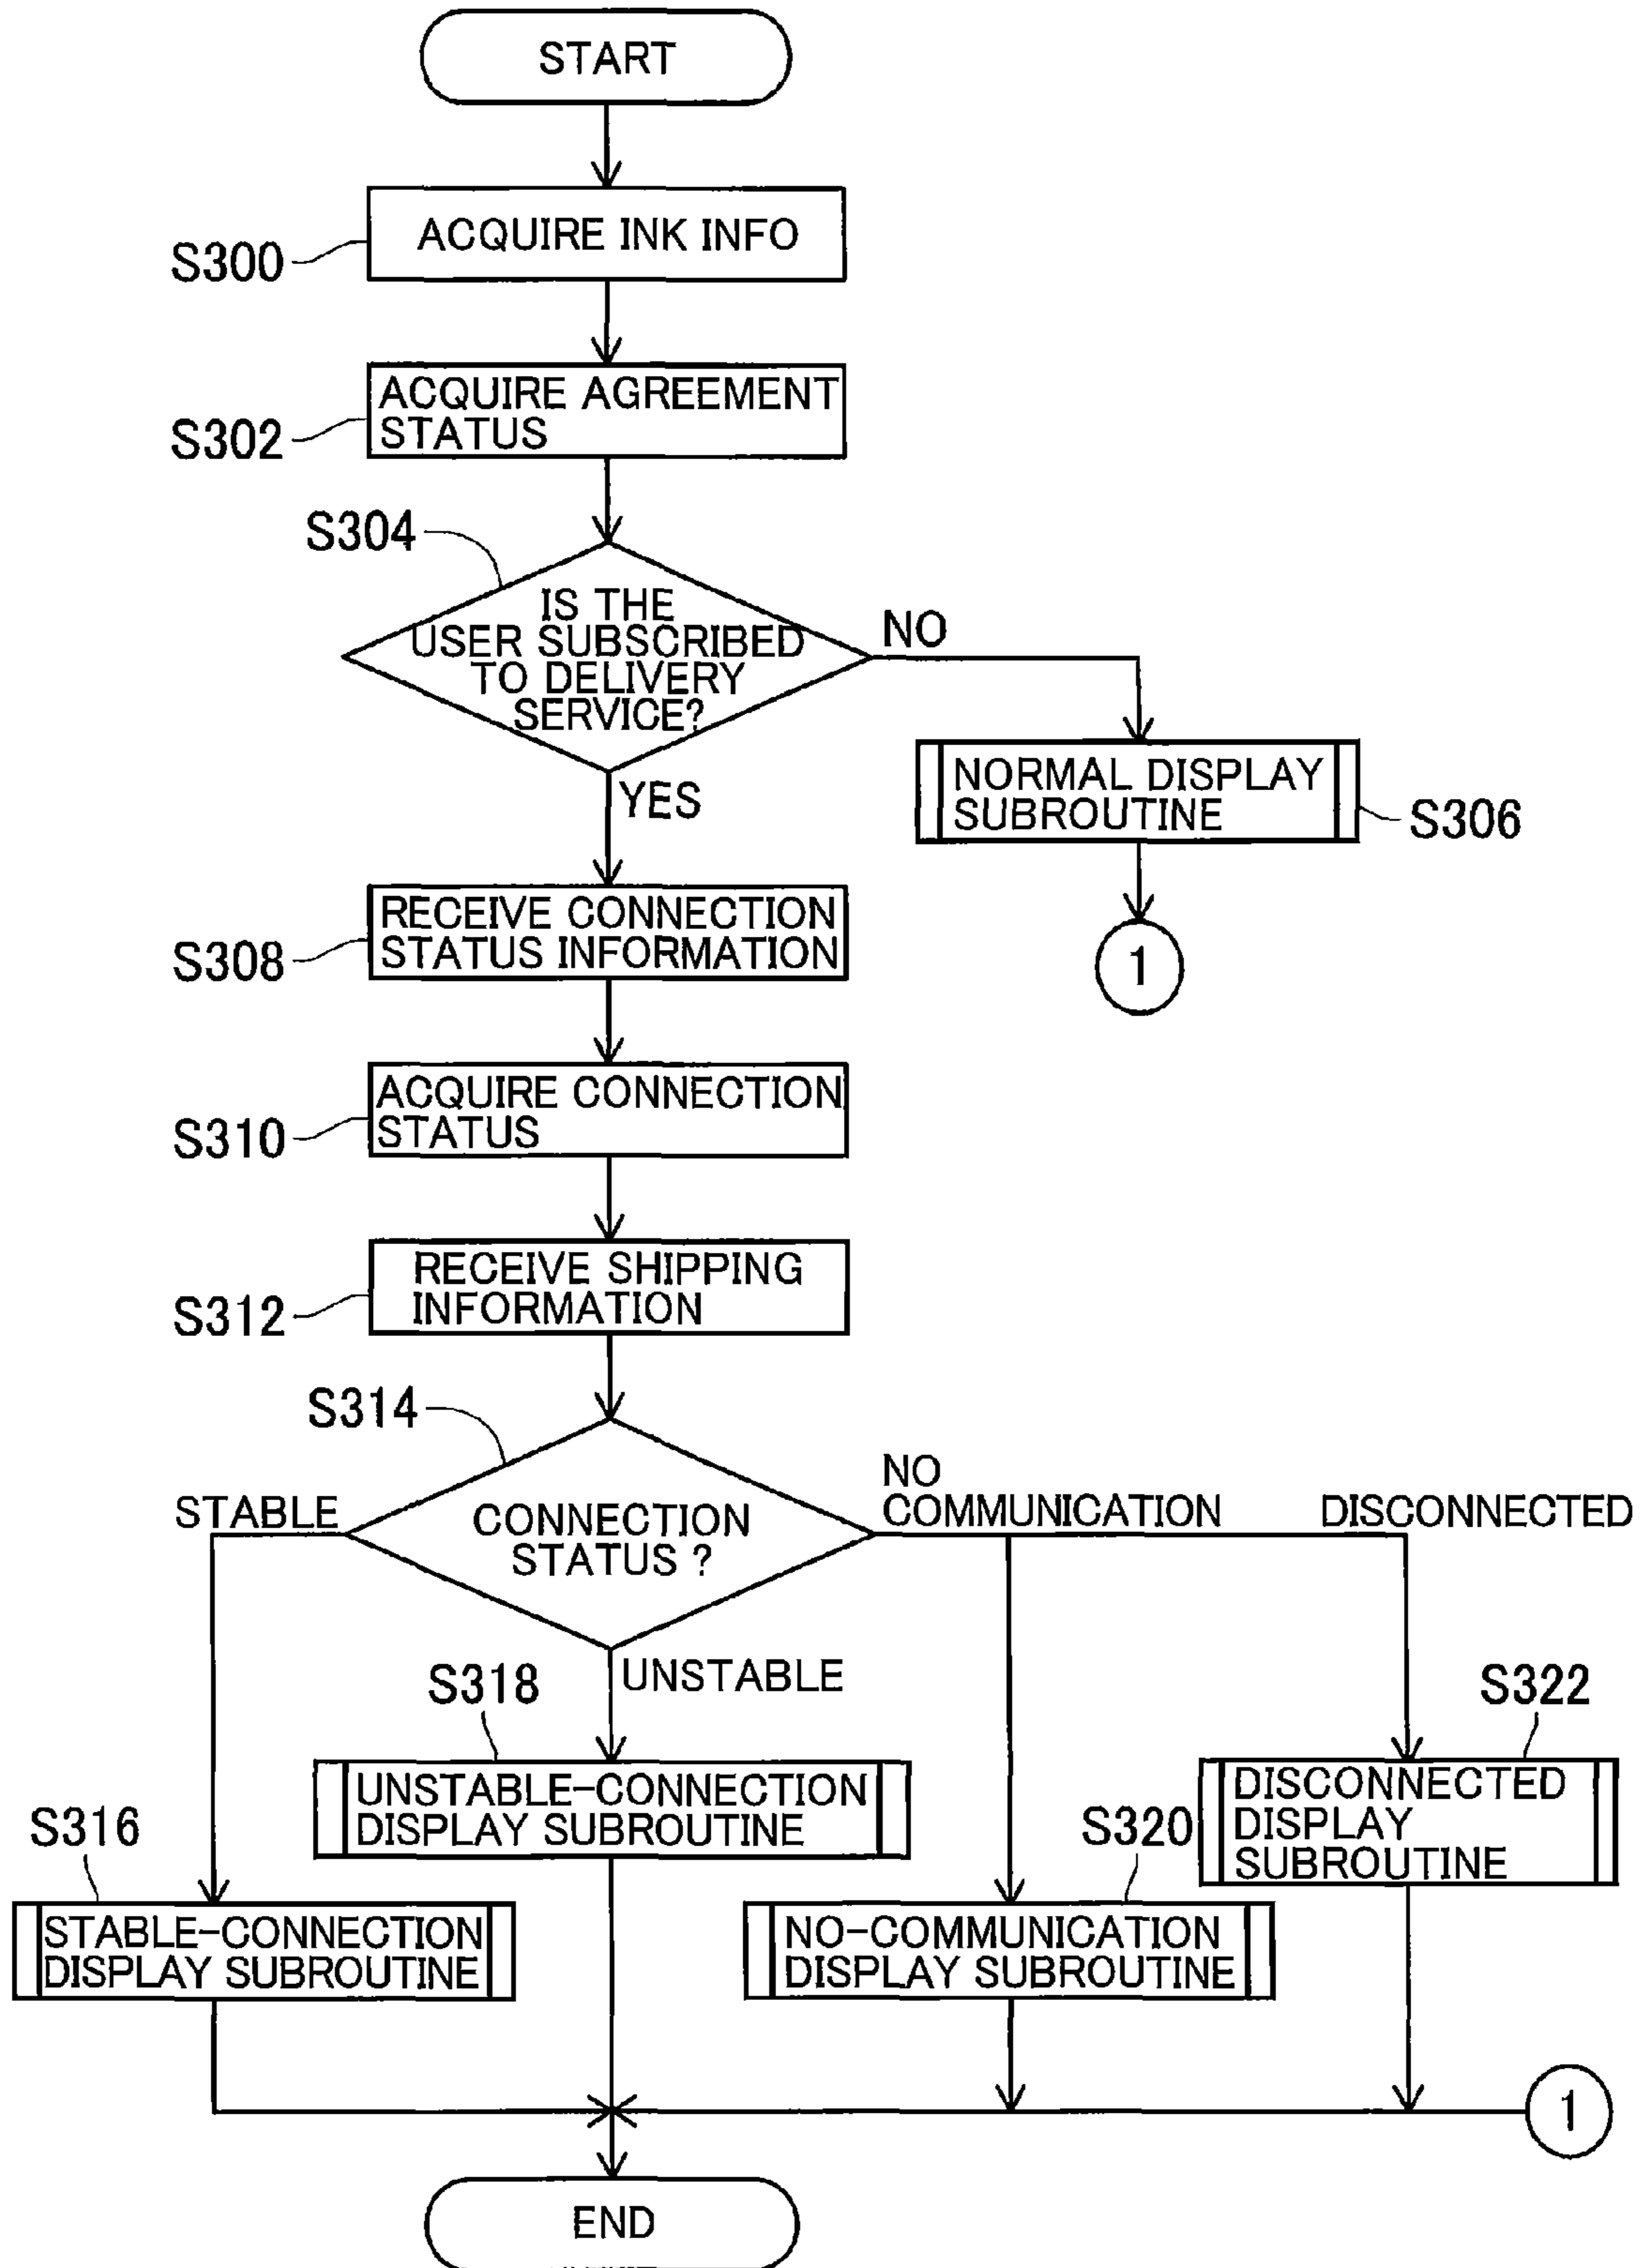 START
ACQUIRE INK INFO
S300
ACQUIRE AGREEMENT
STATUS
S302
S304
IS THE
USER SUBSCRIBED
TO DELIVERY
SERVICE?
NO
YES
NORMAL DISPLAY
SUBROUTINE
S306
1
RECEIVE CONNECTION
STATUS INFORMATION
S308
ACQUIRE CONNECTION
STATUS
S310
RECEIVE SHIPPING
INFORMATION
S312
S314
CONNECTION
STATUS ?
STABLE
NO
COMMUNICATION
DISCONNECTED
UNSTABLE
S318
UNSTABLE-CONNECTION
DISPLAY SUBROUTINE
S322
DISCONNECTED
DISPLAY
SUBROUTINE
S316
STABLE-CONNECTION
DISPLAY SUBROUTINE
S320
NO-COMMUNICATION
DISPLAY SUBROUTINE
1
END